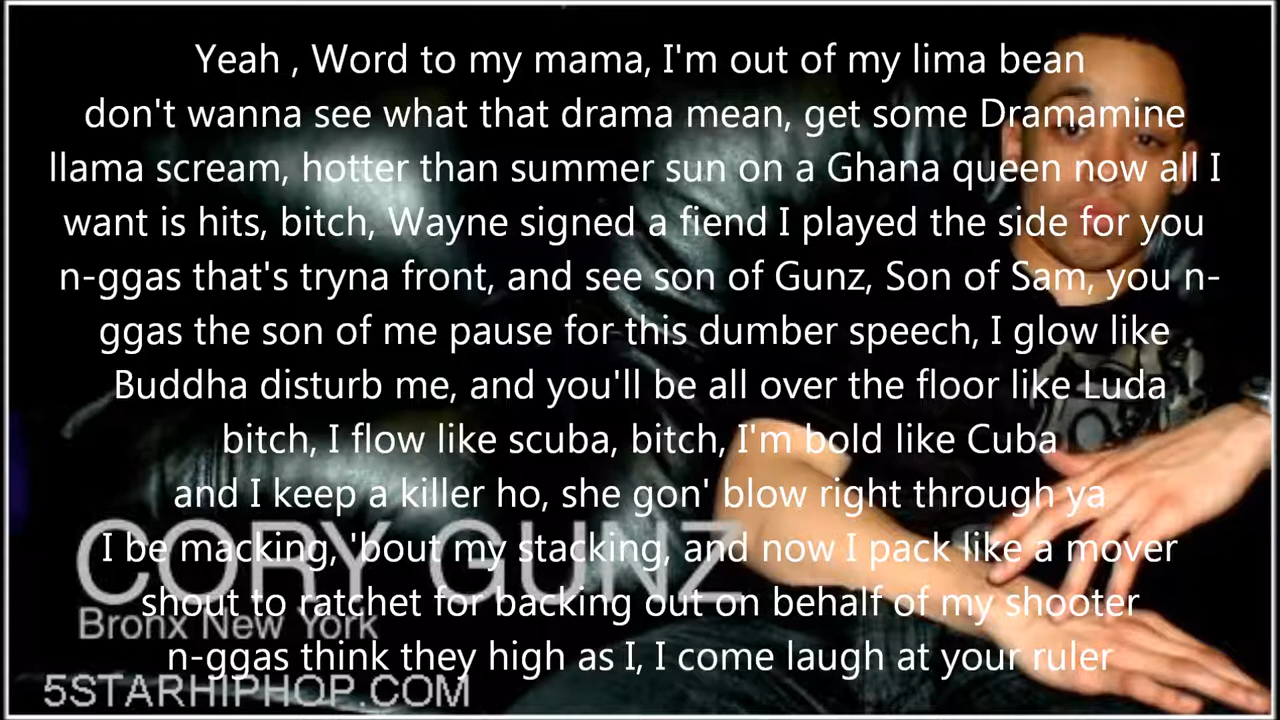 Yeah , Word to my mama, I'm out of my lima bean
don't wanna see what that drama mean, get some Dramamine
llama scream, hotter than summer sun on a Ghana queen now all I
want is hits, bitch, Wayne signed a fiend I played the side for you
n-ggas that's tryna front, and see son of Gunz, Son of Sam, you n-
ggas the son of me pause for this dumber speech, I glow like
Buddha disturb me, and you'll be all over the floor like Luda
bitch, I flow like scuba, bitch, I'm bold like Cuba
and I keep a killer ho, she gon' blow right through ya
I be macking, 'bout my stacking, and now I pack like a mover
shout to ratchet for backing out on behalf of my shooter
n-ggas think they high as I, I come laugh at your ruler
CORY GUNZ
Bronx New York
5STARHIPHOP.COM